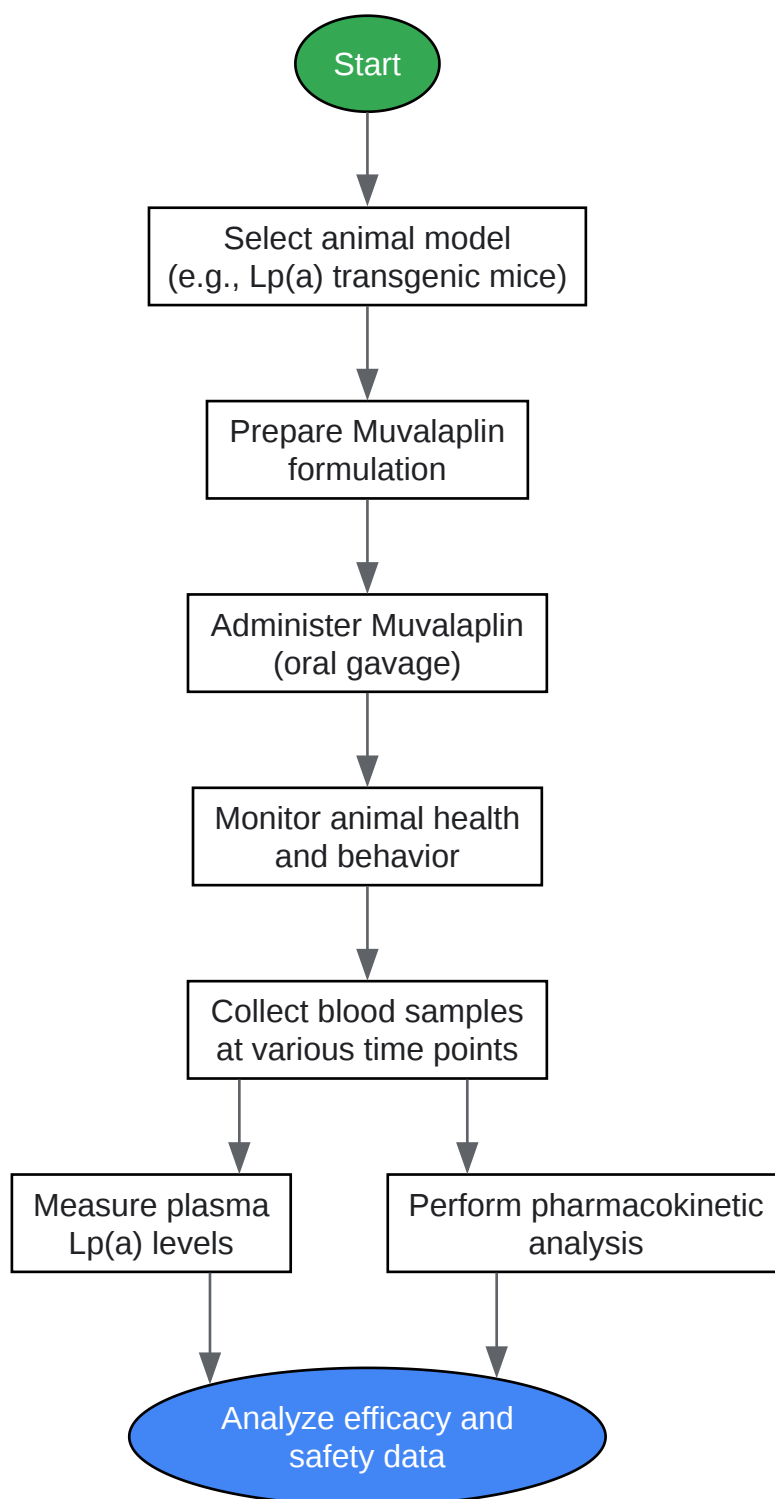 Start
Select animal model
(e.g., Lp(a) transgenic mice)
Prepare Muvalaplin
formulation
Administer Muvalaplin
(oral gavage)
Monitor animal health
and behavior
Collect blood samples
at various time points
Measure plasma
Lp(a) levels
Perform pharmacokinetic
analysis
Analyze efficacy and
safety data